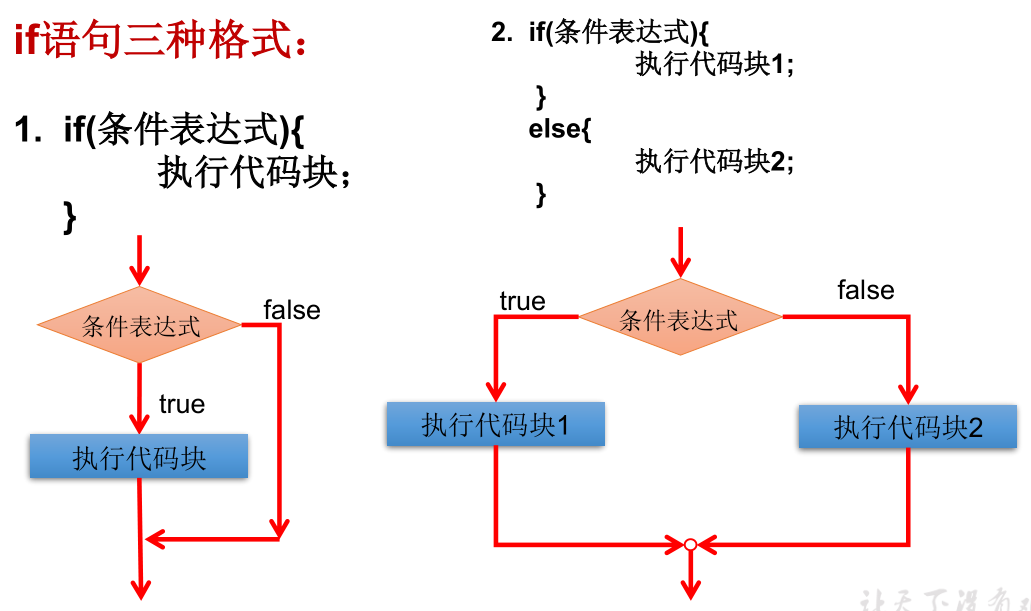 if语句三种格式：
1. if(条件表达式){
执行代码块；
}
2. if(条件表达式){
执行代码块1;
}
else{
执行代码块2;
}
条件表达式
false
true
执行代码块
条件表达式
true
false
执行代码块1
执行代码块2
让天下没有